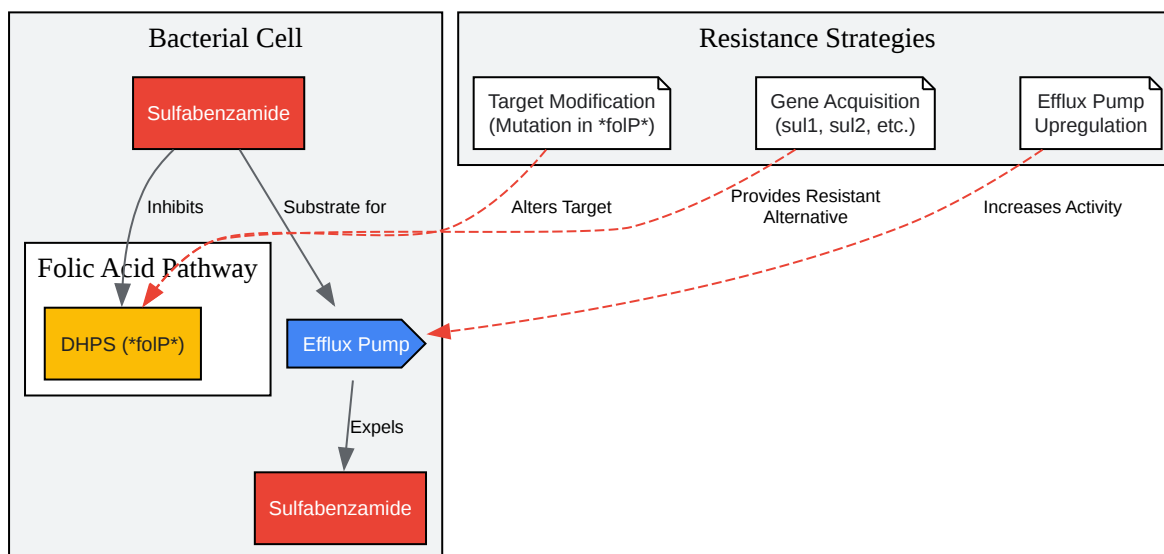 Bacterial Cell
Resistance Strategies
Sulfabenzamide
Target Modification
(Mutation in *folP*)
Gene Acquisition
(sul1, sul2, etc.)
Efflux Pump
Upregulation
Inhibits
Substrate for
Alters Target
Provides Resistant
Alternative
Increases Activity
Folic Acid Pathway
DHPS (*folP*)
Efflux Pump
Expels
Sulfabenzamide